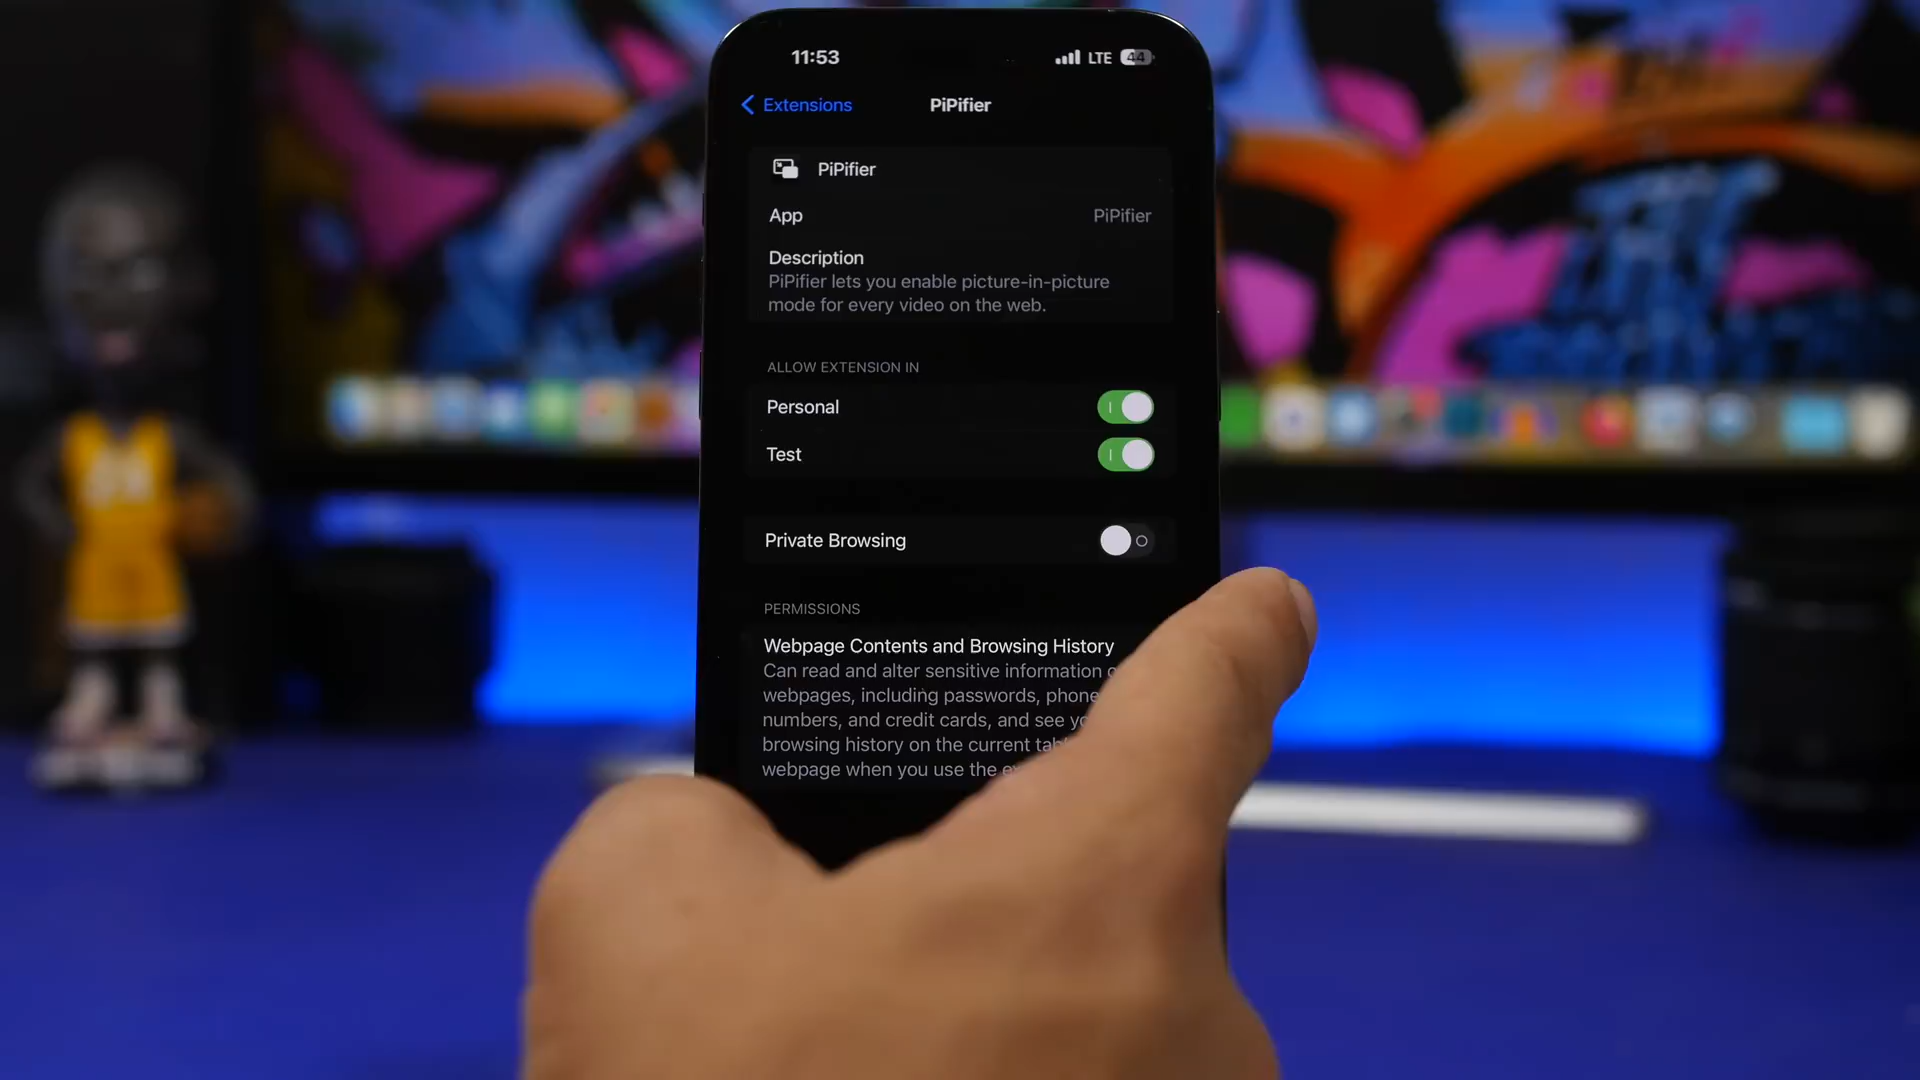 11:53
LTE 44
Extensions
PiPifier
PiPifier
App
PiPifier
Description
PiPifier lets you enable picture-in-picture
mode for every video on the web.
ALLOW EXTENSION IN
Personal
Test
Private Browsing
PERMISSIONS
Webpage Contents and Browsing History
Can read and alter sensitive information
webpages, including passwords, phone
numbers, and credit cards, and see
browsing history on the current
webpage when you use the